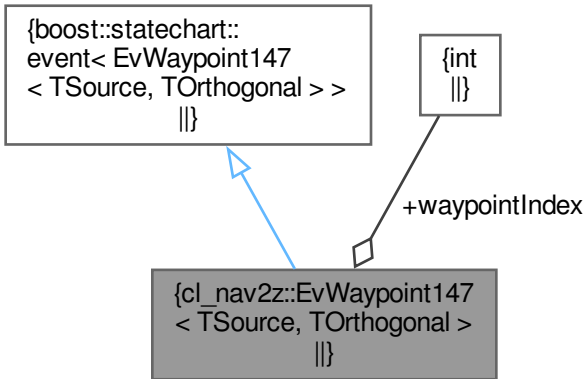 {boost::statechart::
event< EvWaypoint147
< TSource, TOrthogonal > >
||}
{int
||}
+waypointIndex
{cl_nav2z::EvWaypoint147
< TSource, TOrthogonal >
||}